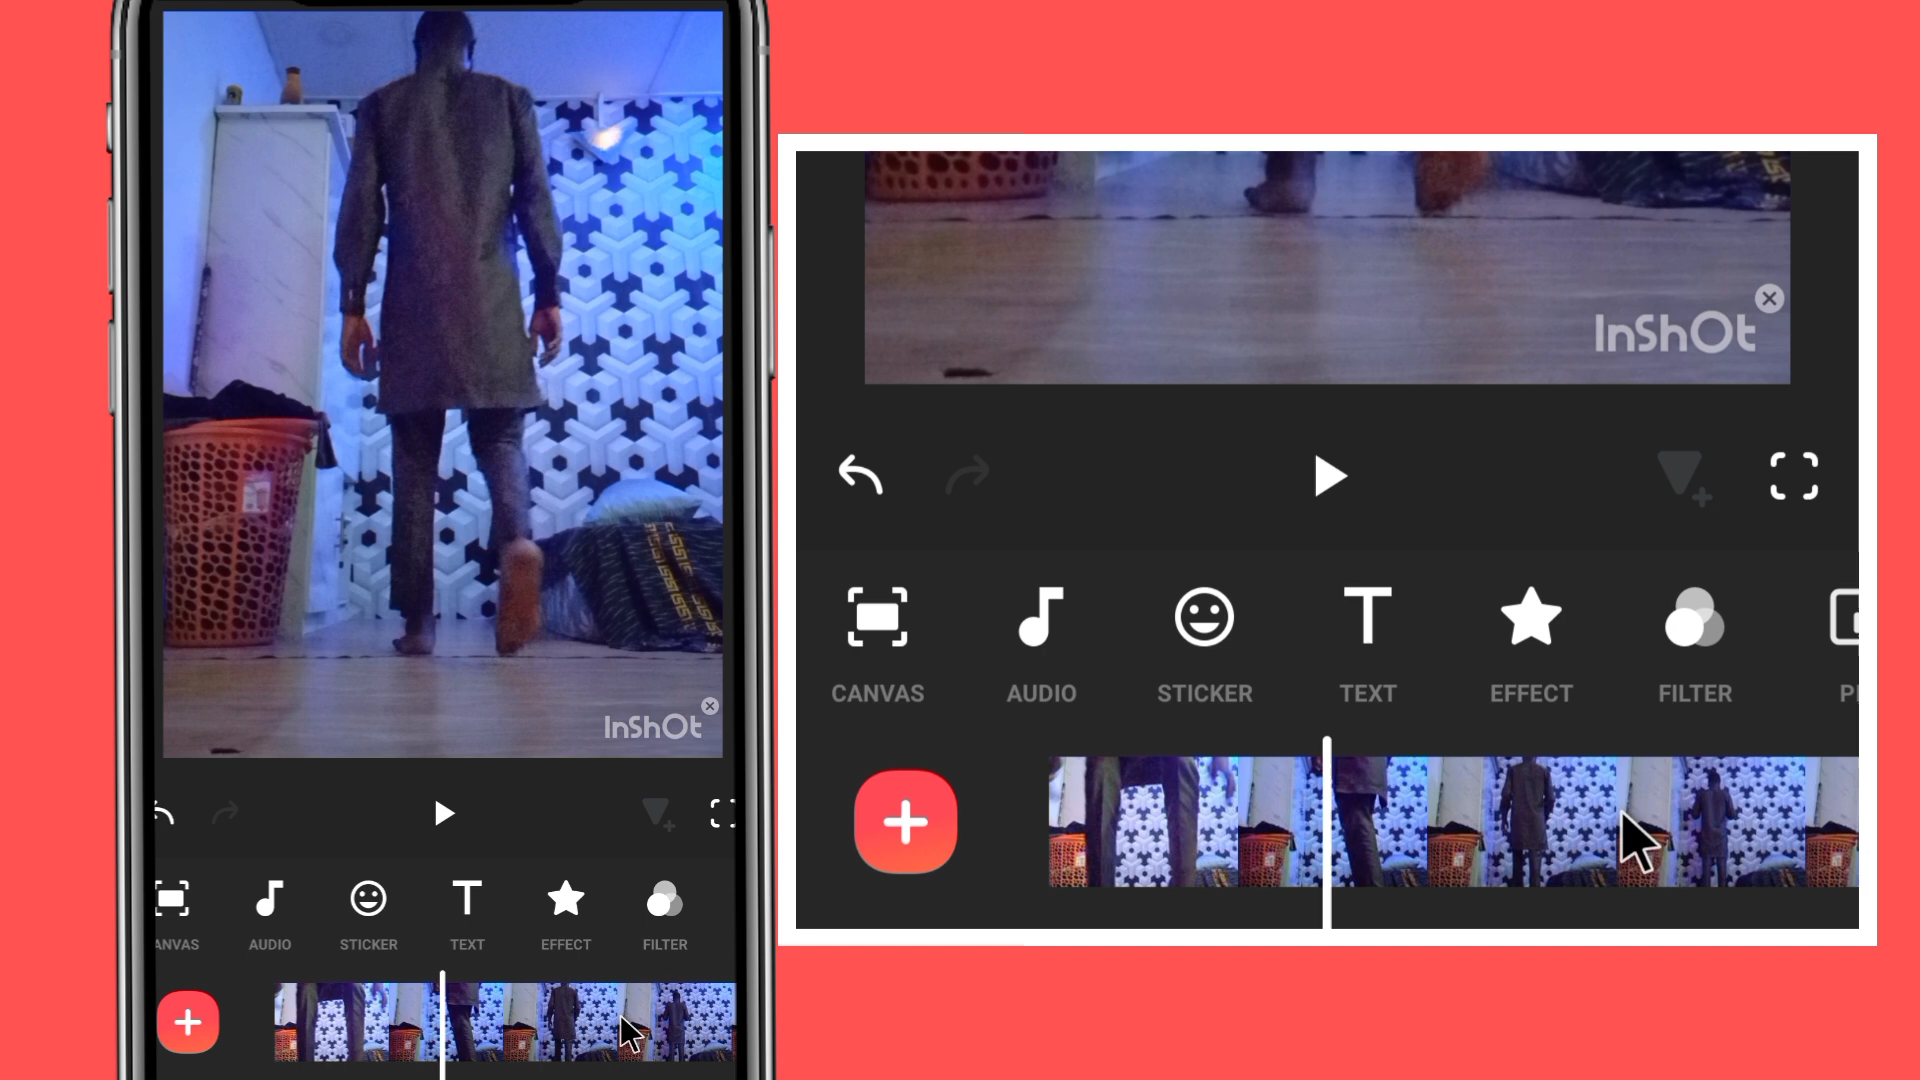 InShOt
ANVAS AUDIO STICKER TEXT EFFECT FILTER
InShOt
CANVAS AUDIO STICKER TEXT EFFECT FILTER